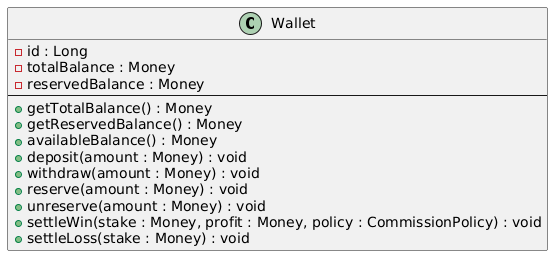 C Wallet
id : Long
totalBalance : Money
reservedBalance : Money
getTotalBalance() : Money
getReservedBalance() : Money
availableBalance() : Money
deposit(amount : Money) : void
withdraw(amount : Money) : void
reserve(amount : Money) : void
unreserve(amount : Money) : void
settleWin(stake : Money, profit : Money, policy : CommissionPolicy) : void
settleLoss(stake : Money) : void